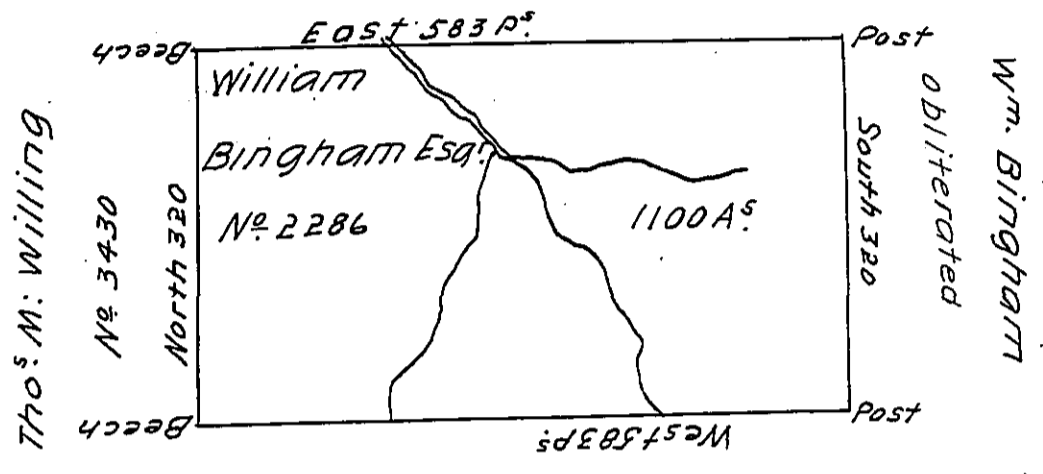 East 583 Ps.
Beech
Post
William
Bingham Esqr.
No. 2286
1100 As.
North 320
No. 3430
Thos. M: Willing.
South 320
obliterated
Wm. Bingham
Beech
Post
West 583 ps.